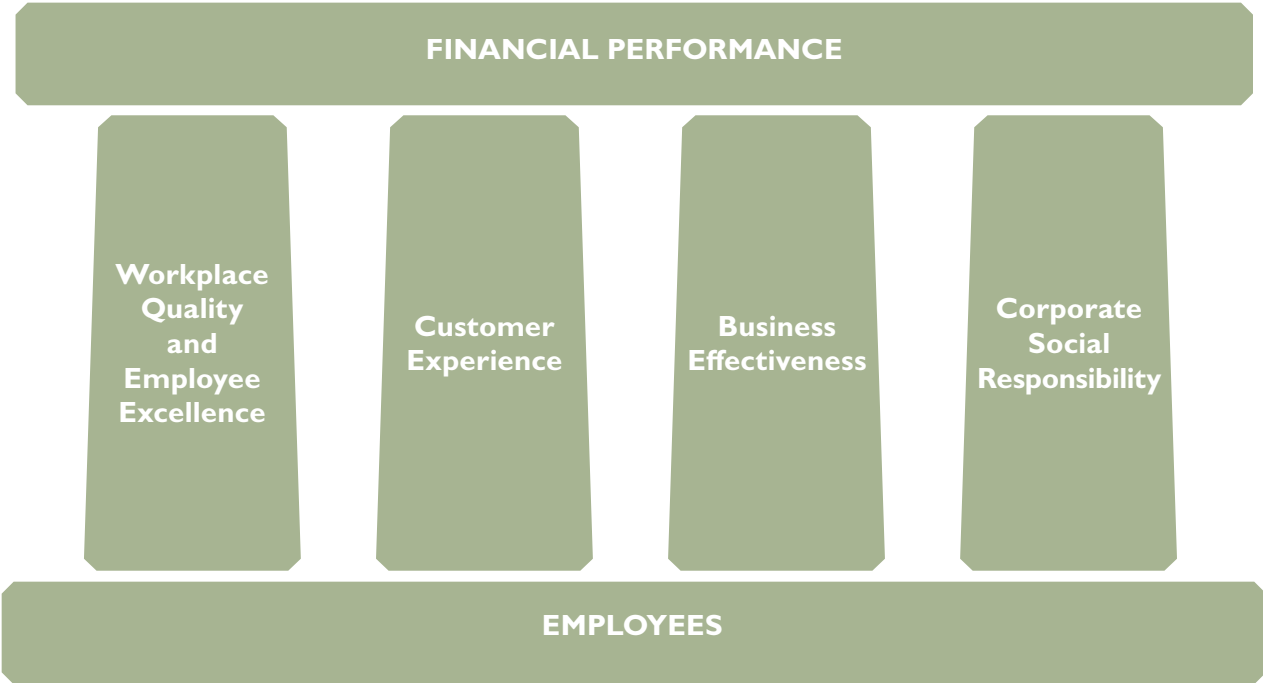 FINANCIAL PERFORMANCE
Workplace
Quality
and
Employee
Excellence
Customer
Experience
Business
Effectiveness
Corporate
Social
Responsibility
EMPLOYEES